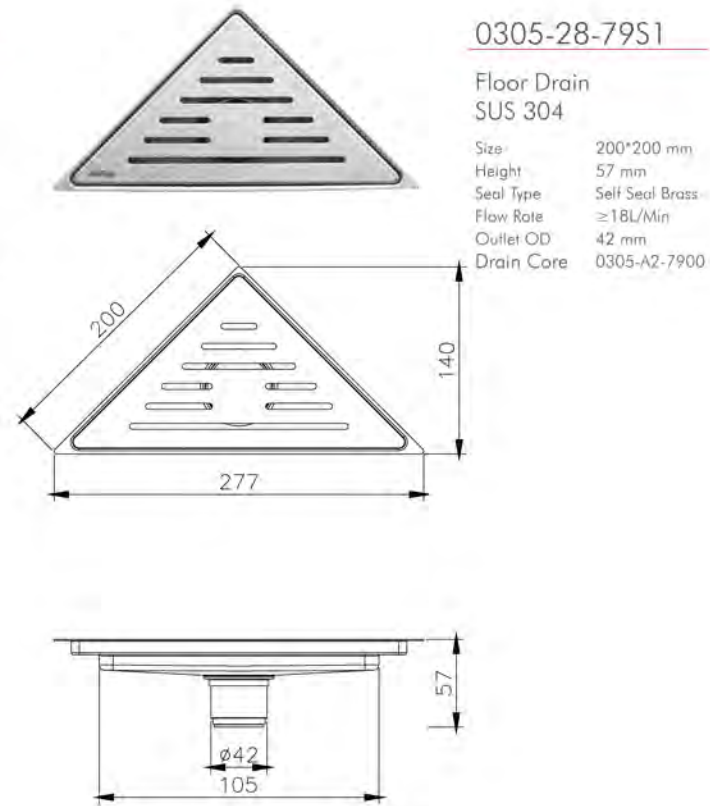 0305-28-79S1
Floor Drain
SUS 304
Size 200*200 mm
Height 57 mm
Seal Type Self Seal Brass
Flow Rate ≥18L/Min
Outlet OD 42 mm
Drain Core 0305-A2-7900
200
140
277
57
ø42
105